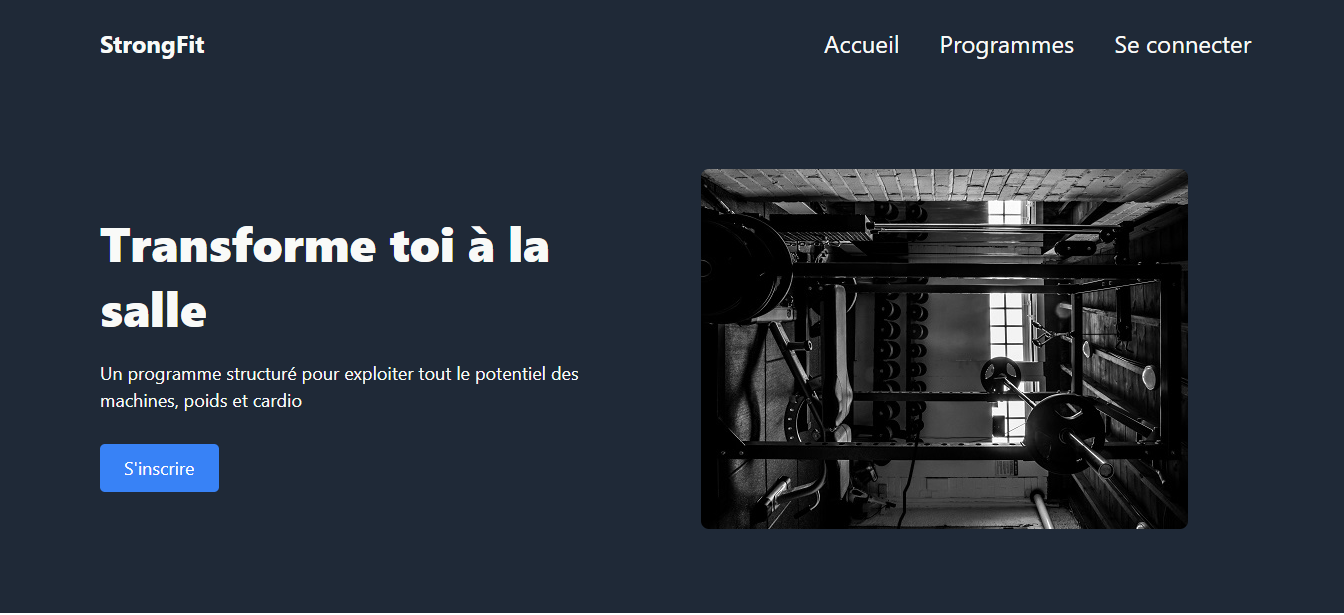 StrongFit
Accueil Programmes Se connecter
Transforme toi à la
salle
Un programme structuré pour exploiter tout le potentiel des
machines, poids et cardio
S'inscrire